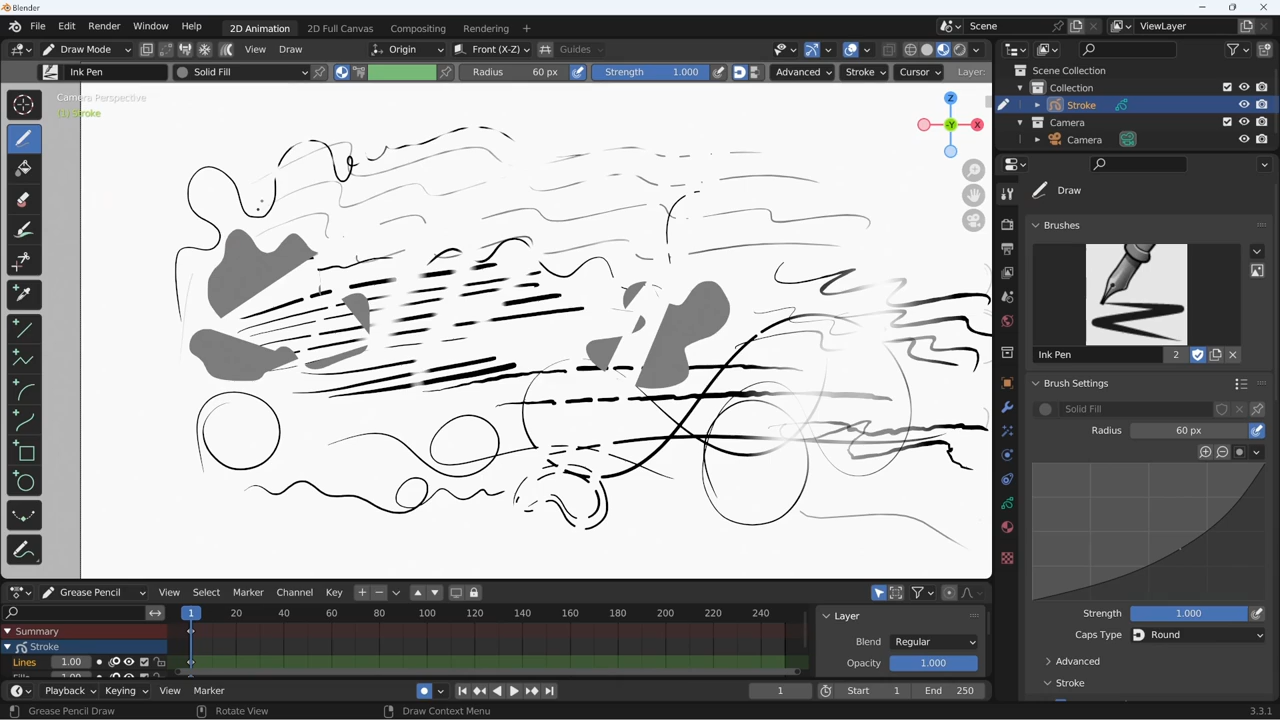 Blender
File Edit Render Window Help 2D Animation 2D Full Canvas Compositing Rendering + Scene ViewLayer
Draw Mode View Draw Origin Front (X-Z) Guides
Ink Pen Solid Fill Radius 60 px Strength 1.000 Advanced Stroke Cursor Layer:
Camera Perspective
(1) Stroke
Z
-Y
X
Scene Collection
Collection
Stroke
Camera
Camera
Draw
Brushes
Ink Pen 2
Brush Settings
Solid Fill
Radius 60 px
Strength 1.000
Caps Type Round
Advanced
Stroke
Grease Pencil View Select Marker Channel Key
1 20 40 60 80 100 120 140 160 180 200 220 240
Summary
Stroke
Lines 1.00
Layer
Blend Regular
Opacity 1.000
Playback Keying View Marker 1 Start 1 End 250
Grease Pencil Draw Rotate View Draw Context Menu 3.3.1